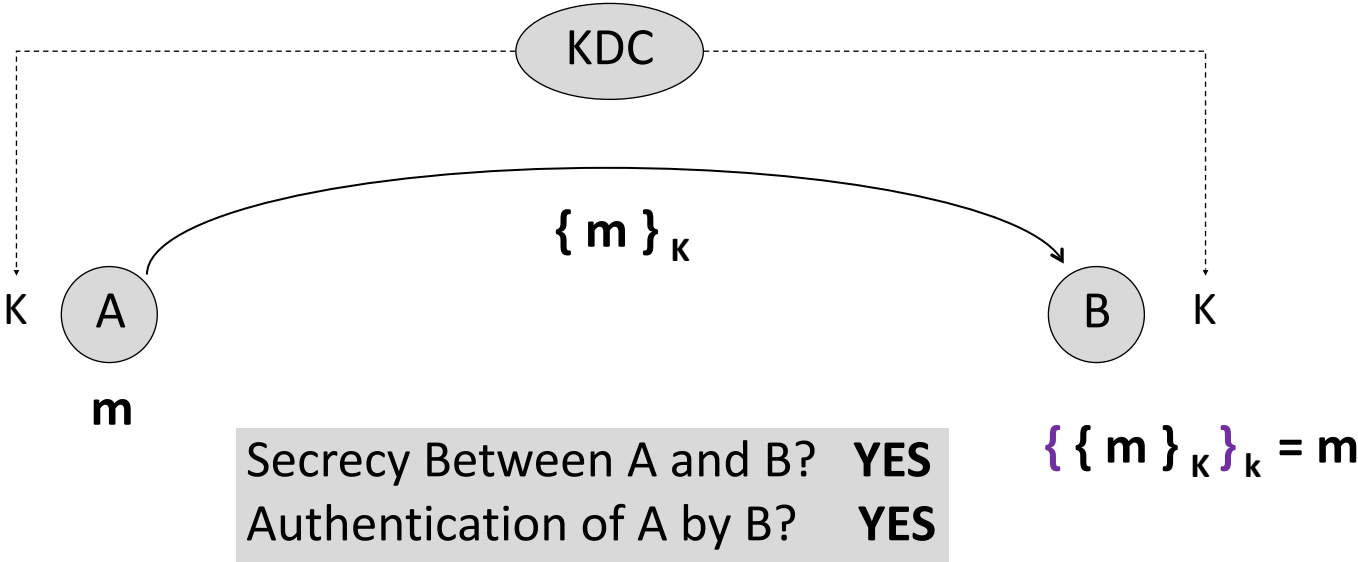 KDC
{ m } K
K
A
B
K
m
{ { m } K } k = m
Secrecy Between A and B? YES
Authentication of A by B? YES